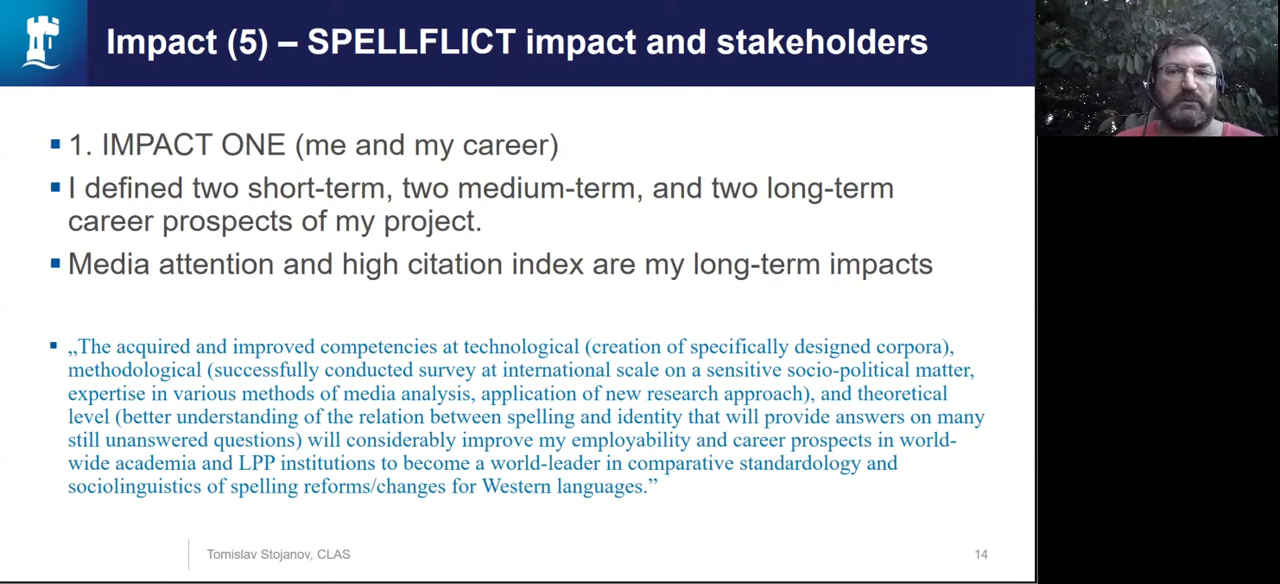 Impact (5) – SPELLFLICT impact and stakeholders
▪ 1. IMPACT ONE (me and my career)
▪ I defined two short-term, two medium-term, and two long-term
career prospects of my project.
▪ Media attention and high citation index are my long-term impacts
▪ „The acquired and improved competencies at technological (creation of specifically designed corpora),
methodological (successfully conducted survey at international scale on a sensitive socio-political matter,
expertise in various methods of media analysis, application of new research approach), and theoretical
level (better understanding of the relation between spelling and identity that will provide answers on many
still unanswered questions) will considerably improve my employability and career prospects in world-
wide academia and LPP institutions to become a world-leader in comparative standardology and
sociolinguistics of spelling reforms/changes for Western languages.”
Tomislav Stojanov, CLAS
14